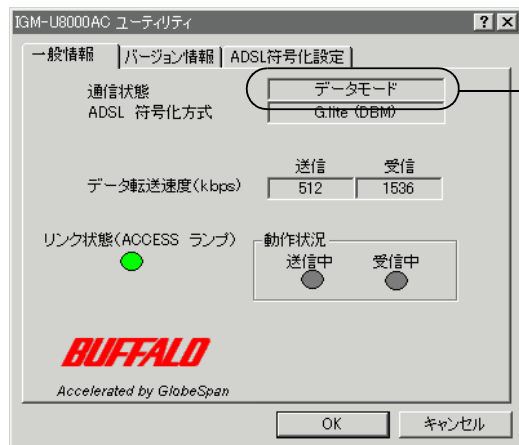 IGM-U8000AC ユーティリティ
一般情報 バージョン情報 ADSL符号化設定
通信状態 データモード
ADSL 符号化方式 G.lite (DBM)
送信 受信
データ転送速度(kbps) 512 1536
リンク状態(ACCESS ランプ) 動作状況
送信中 受信中
BUFFALO
Accelerated by GlobeSpan
OK キャンセル